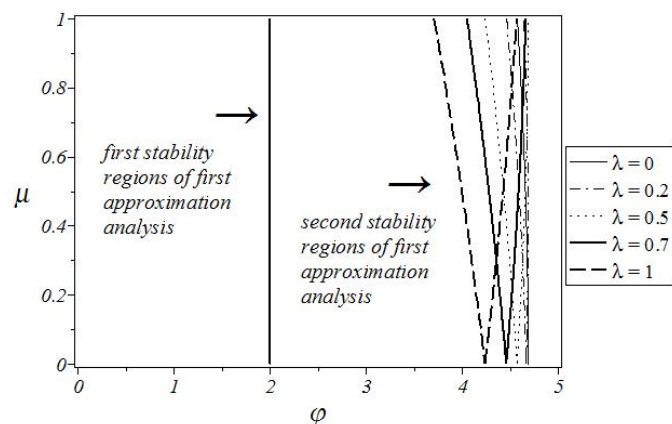 1
0.8
0.6
μ
0.4
0.2
0
first stability
regions of first
approximation
analysis
second stability
regions of first
approximation
analysis
0 1 2 3 4 5
φ
λ = 0
λ = 0.2
λ = 0.5
λ = 0.7
λ = 1